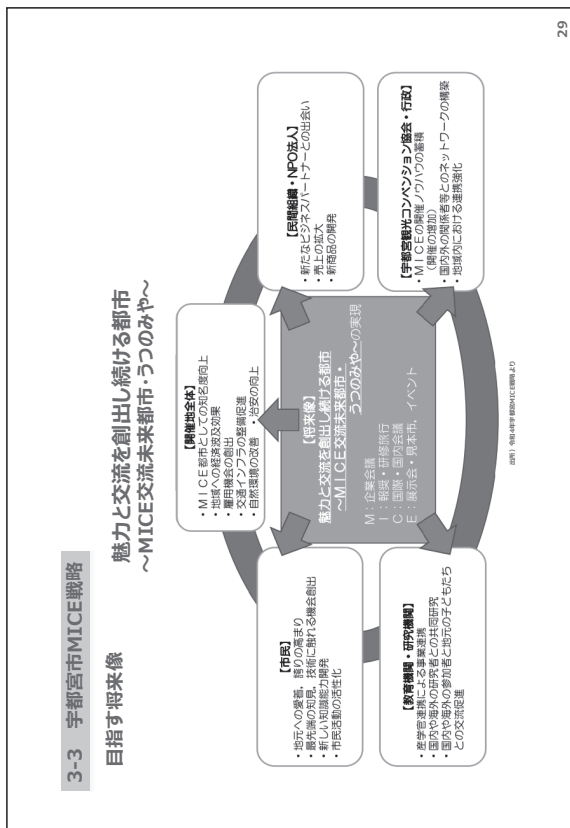 3-3 宇都宮市MICE戦略
目指す将来像
魅力と交流を創出し続ける都市
～MICE交流未来都市・うつのみや～
【開催地全体】
・MICE都市としての知名度向上
・地域への経済波及効果
・雇用機会の創出
・交通インフラの整備促進
・自然環境の改善 ・治安の向上
【市民】
・地元への愛着，誇りの高まり
・最先端の知見，技術に触れる機会創出
・新しい知識能力開発
・市民活動の活性化
【将来像】
魅力と交流を創出し続ける都市
～MICE交流未来都市・
うつのみや～の実現
M：企業会議
I：報奨・研修旅行
C：国際・国内会議
E：展示会・見本市，イベント
【民間組織・NPO法人】
・新たなビジネスパートナーとの出会い
・売上の拡大
・新商品の開発
【教育機関・研究機関】
・産学官連携による事業連携
・国内や海外の研究者との共同研究
・国内や海外の参加者と地元の子どもたち
との交流促進
【宇都宮観光コンベンション協会・行政】
・MICEの開催ノウハウの蓄積
（開催の増加）
・国内外の関係者等とのネットワークの構築
・地域内における連携強化
出所）令和4年宇都宮MICE戦略より
29